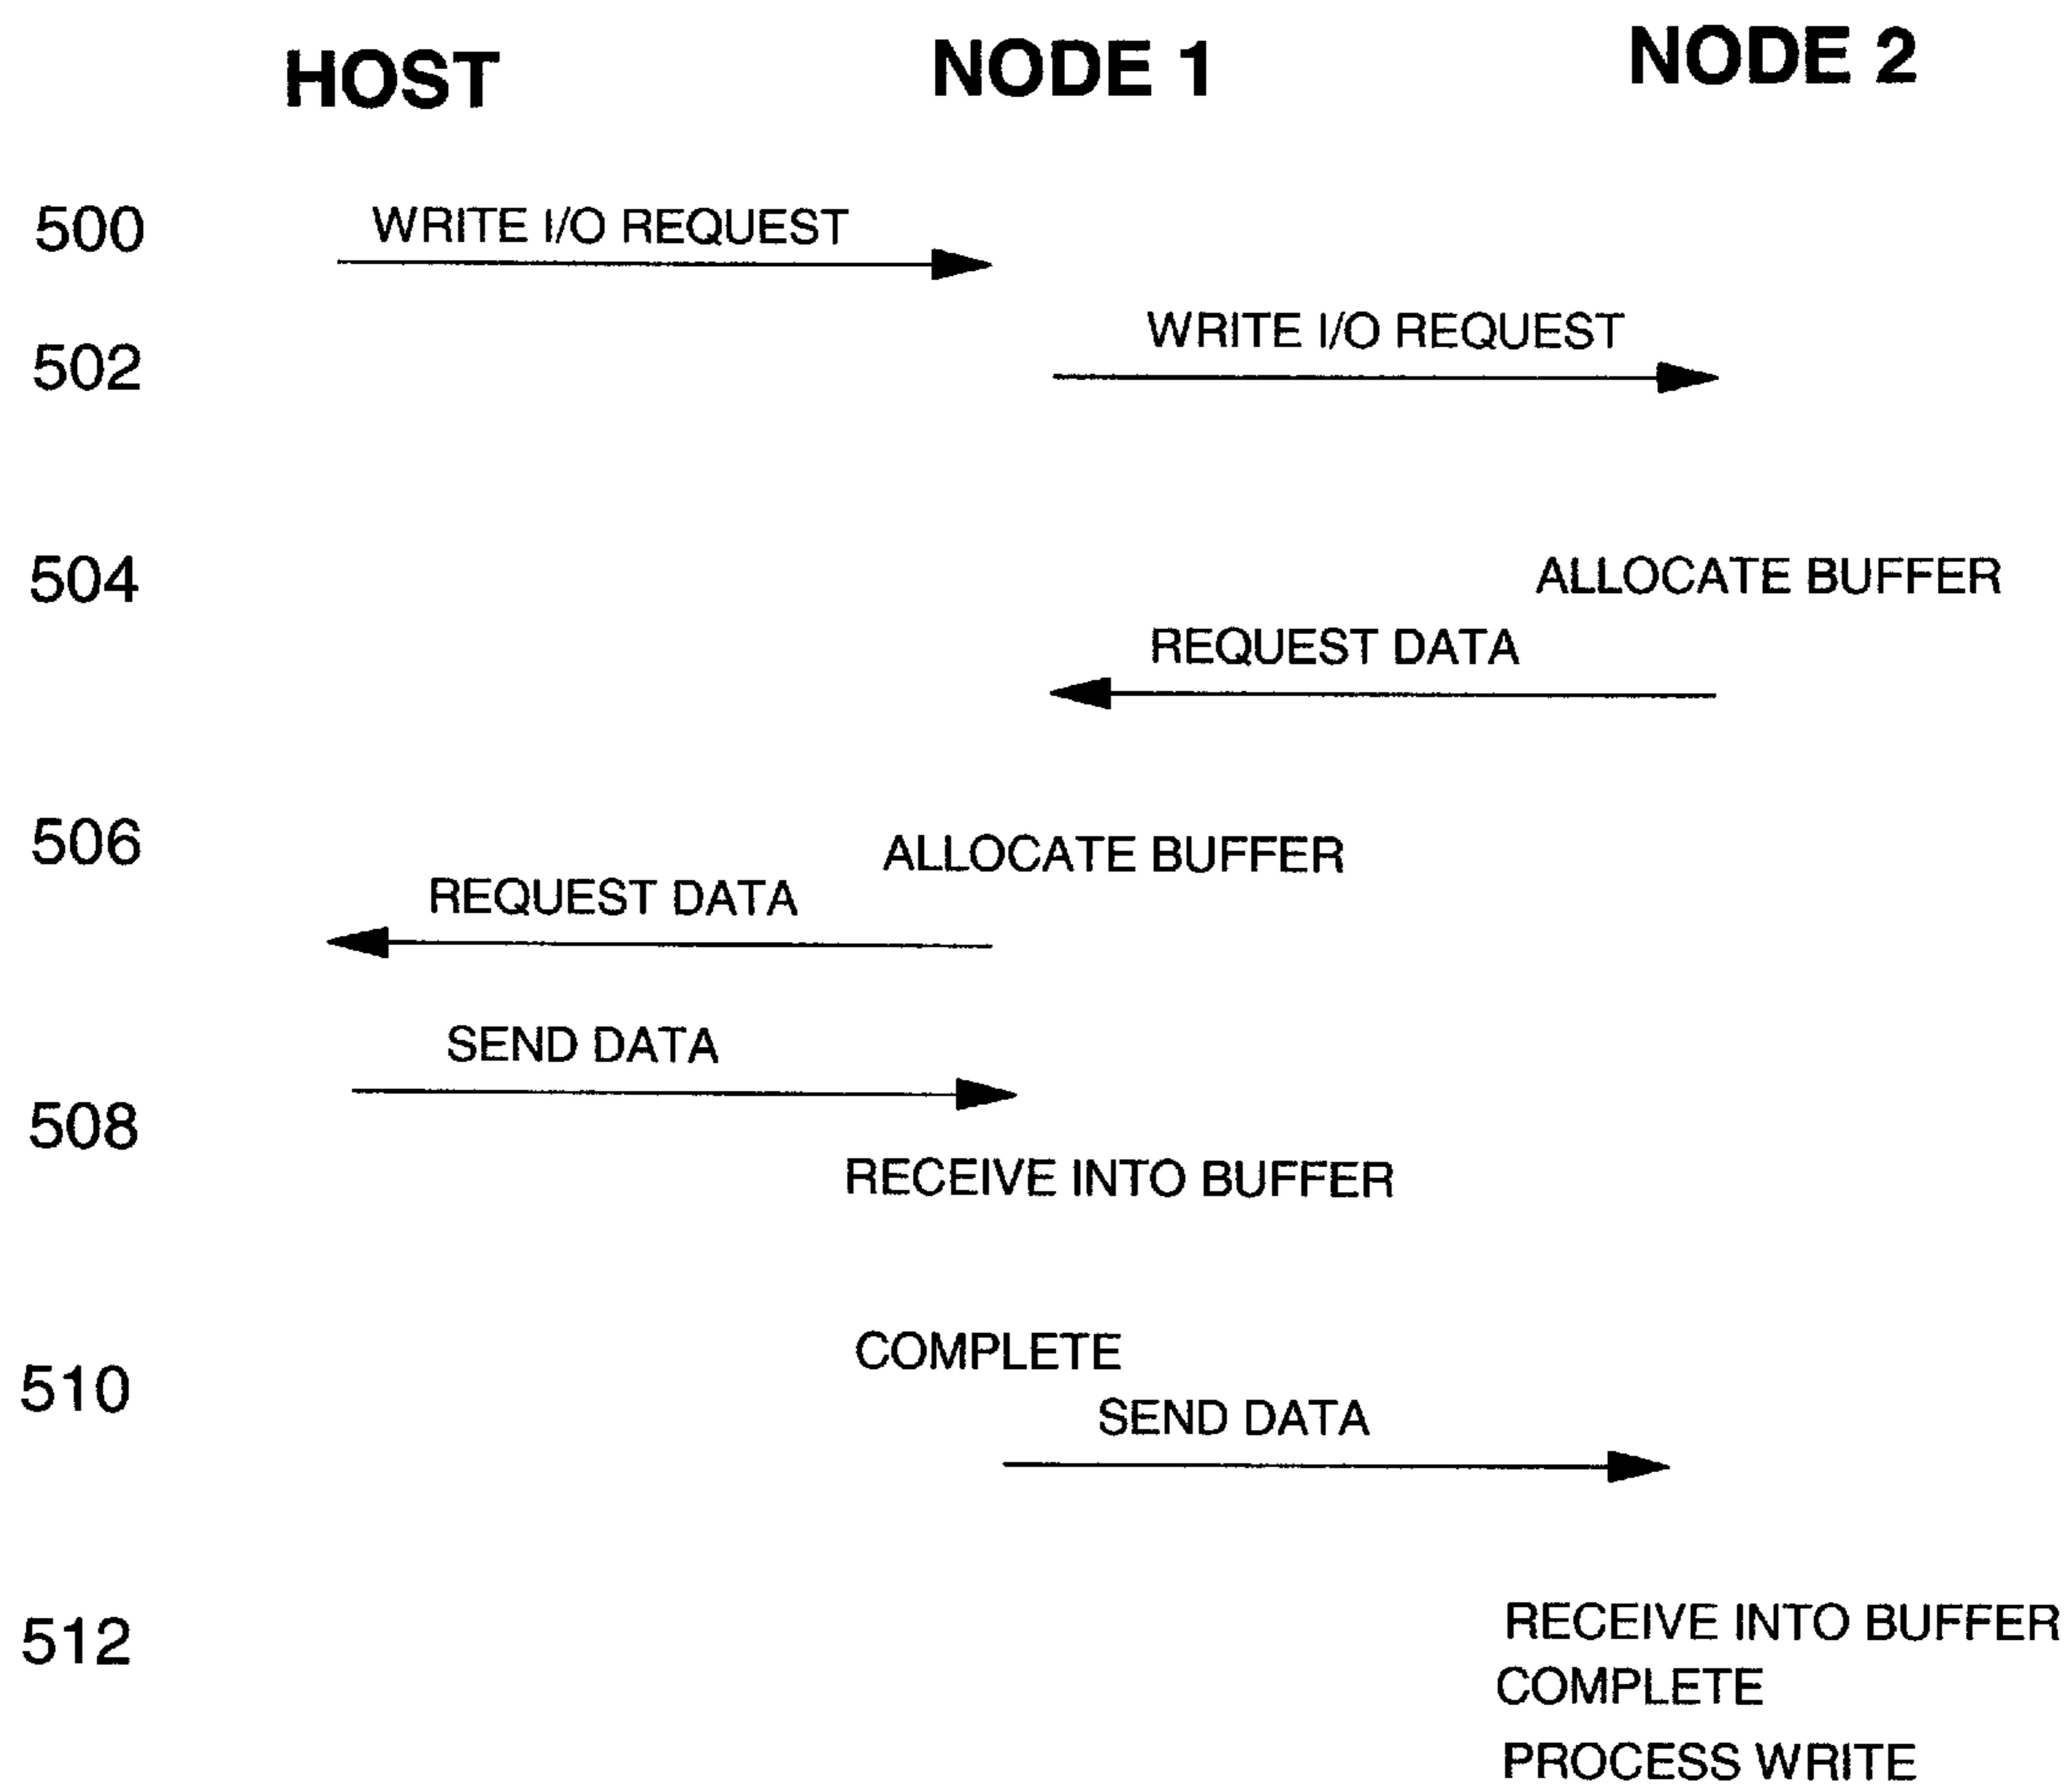 HOST NODE 1 NODE 2
500 WRITE I/O REQUEST
502 WRITE I/O REQUEST
504 ALLOCATE BUFFER
REQUEST DATA
506 ALLOCATE BUFFER
REQUEST DATA
SEND DATA
508
RECEIVE INTO BUFFER
COMPLETE
510
SEND DATA
512 RECEIVE INTO BUFFER
COMPLETE
PROCESS WRITE